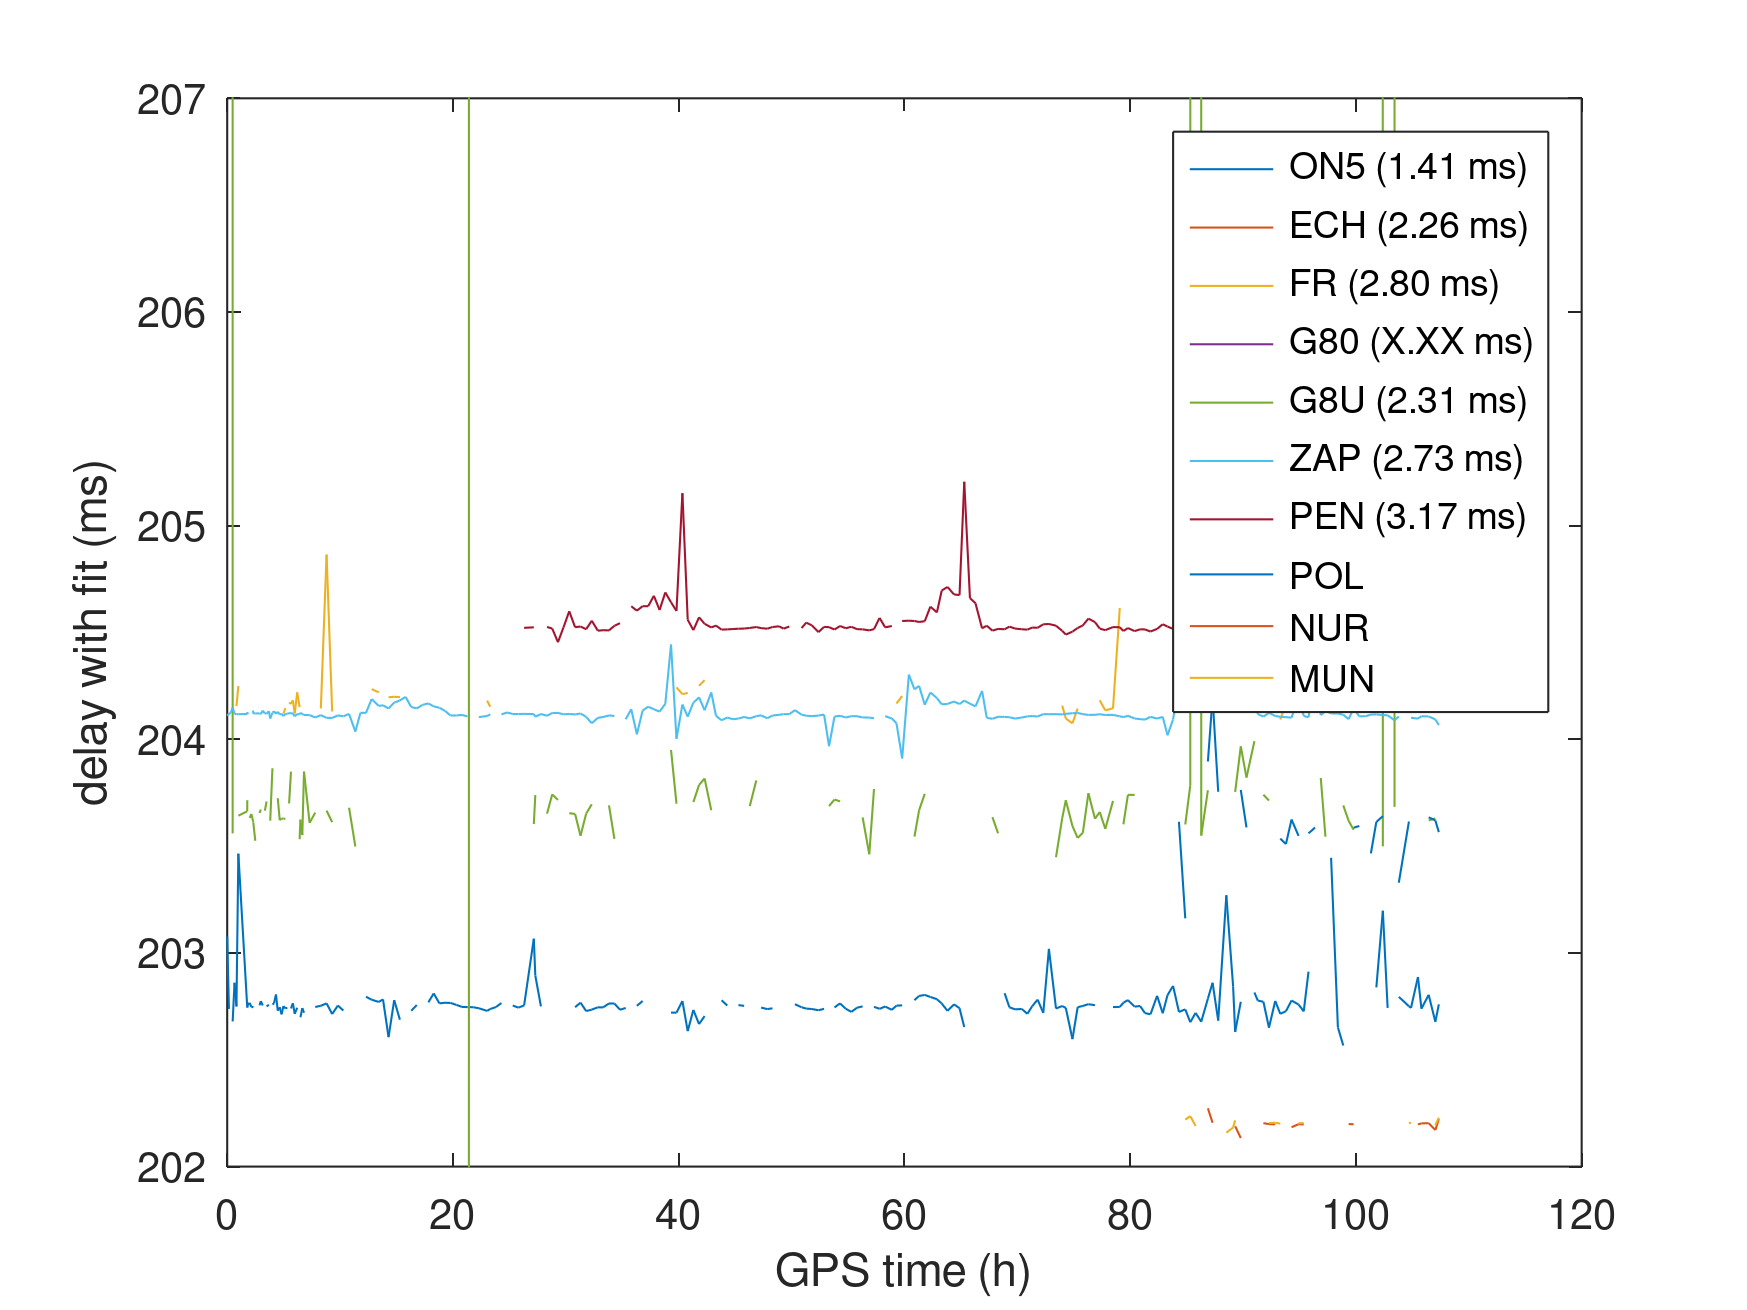 207
206
205
204
203
202
delay with fit (ms)
0 20 40 60 80 100 120
GPS time (h)
ON5 (1.41 ms)
ECH (2.26 ms)
FR (2.80 ms)
G80 (X.XX ms)
G8U (2.31 ms)
ZAP (2.73 ms)
PEN (3.17 ms)
POL
NUR
MUN